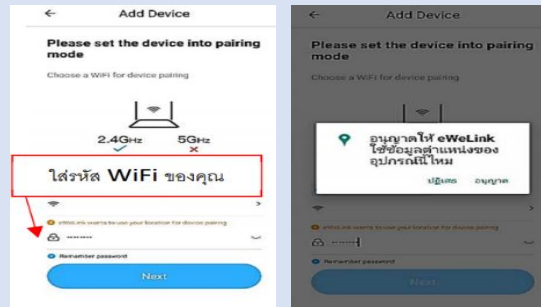 Add Device
Please set the device into pairing
mode
Choose a WiFi for device pairing
2.4GHz 5GHz
ใส่รหัส WiFi ของคุณ
eWeLink wants to use your location for device pairing
Remember password
Next
Add Device
Please set the device into pairing
mode
Choose a WiFi for device pairing
อนุญาตให้ eWeLink
ใช้ข้อมูลตำแหน่งของ
อุปกรณ์นี้ไหม
ปฏิเสธ อนุญาต
eWeLink wants to use your location for device pairing
Remember password
Next